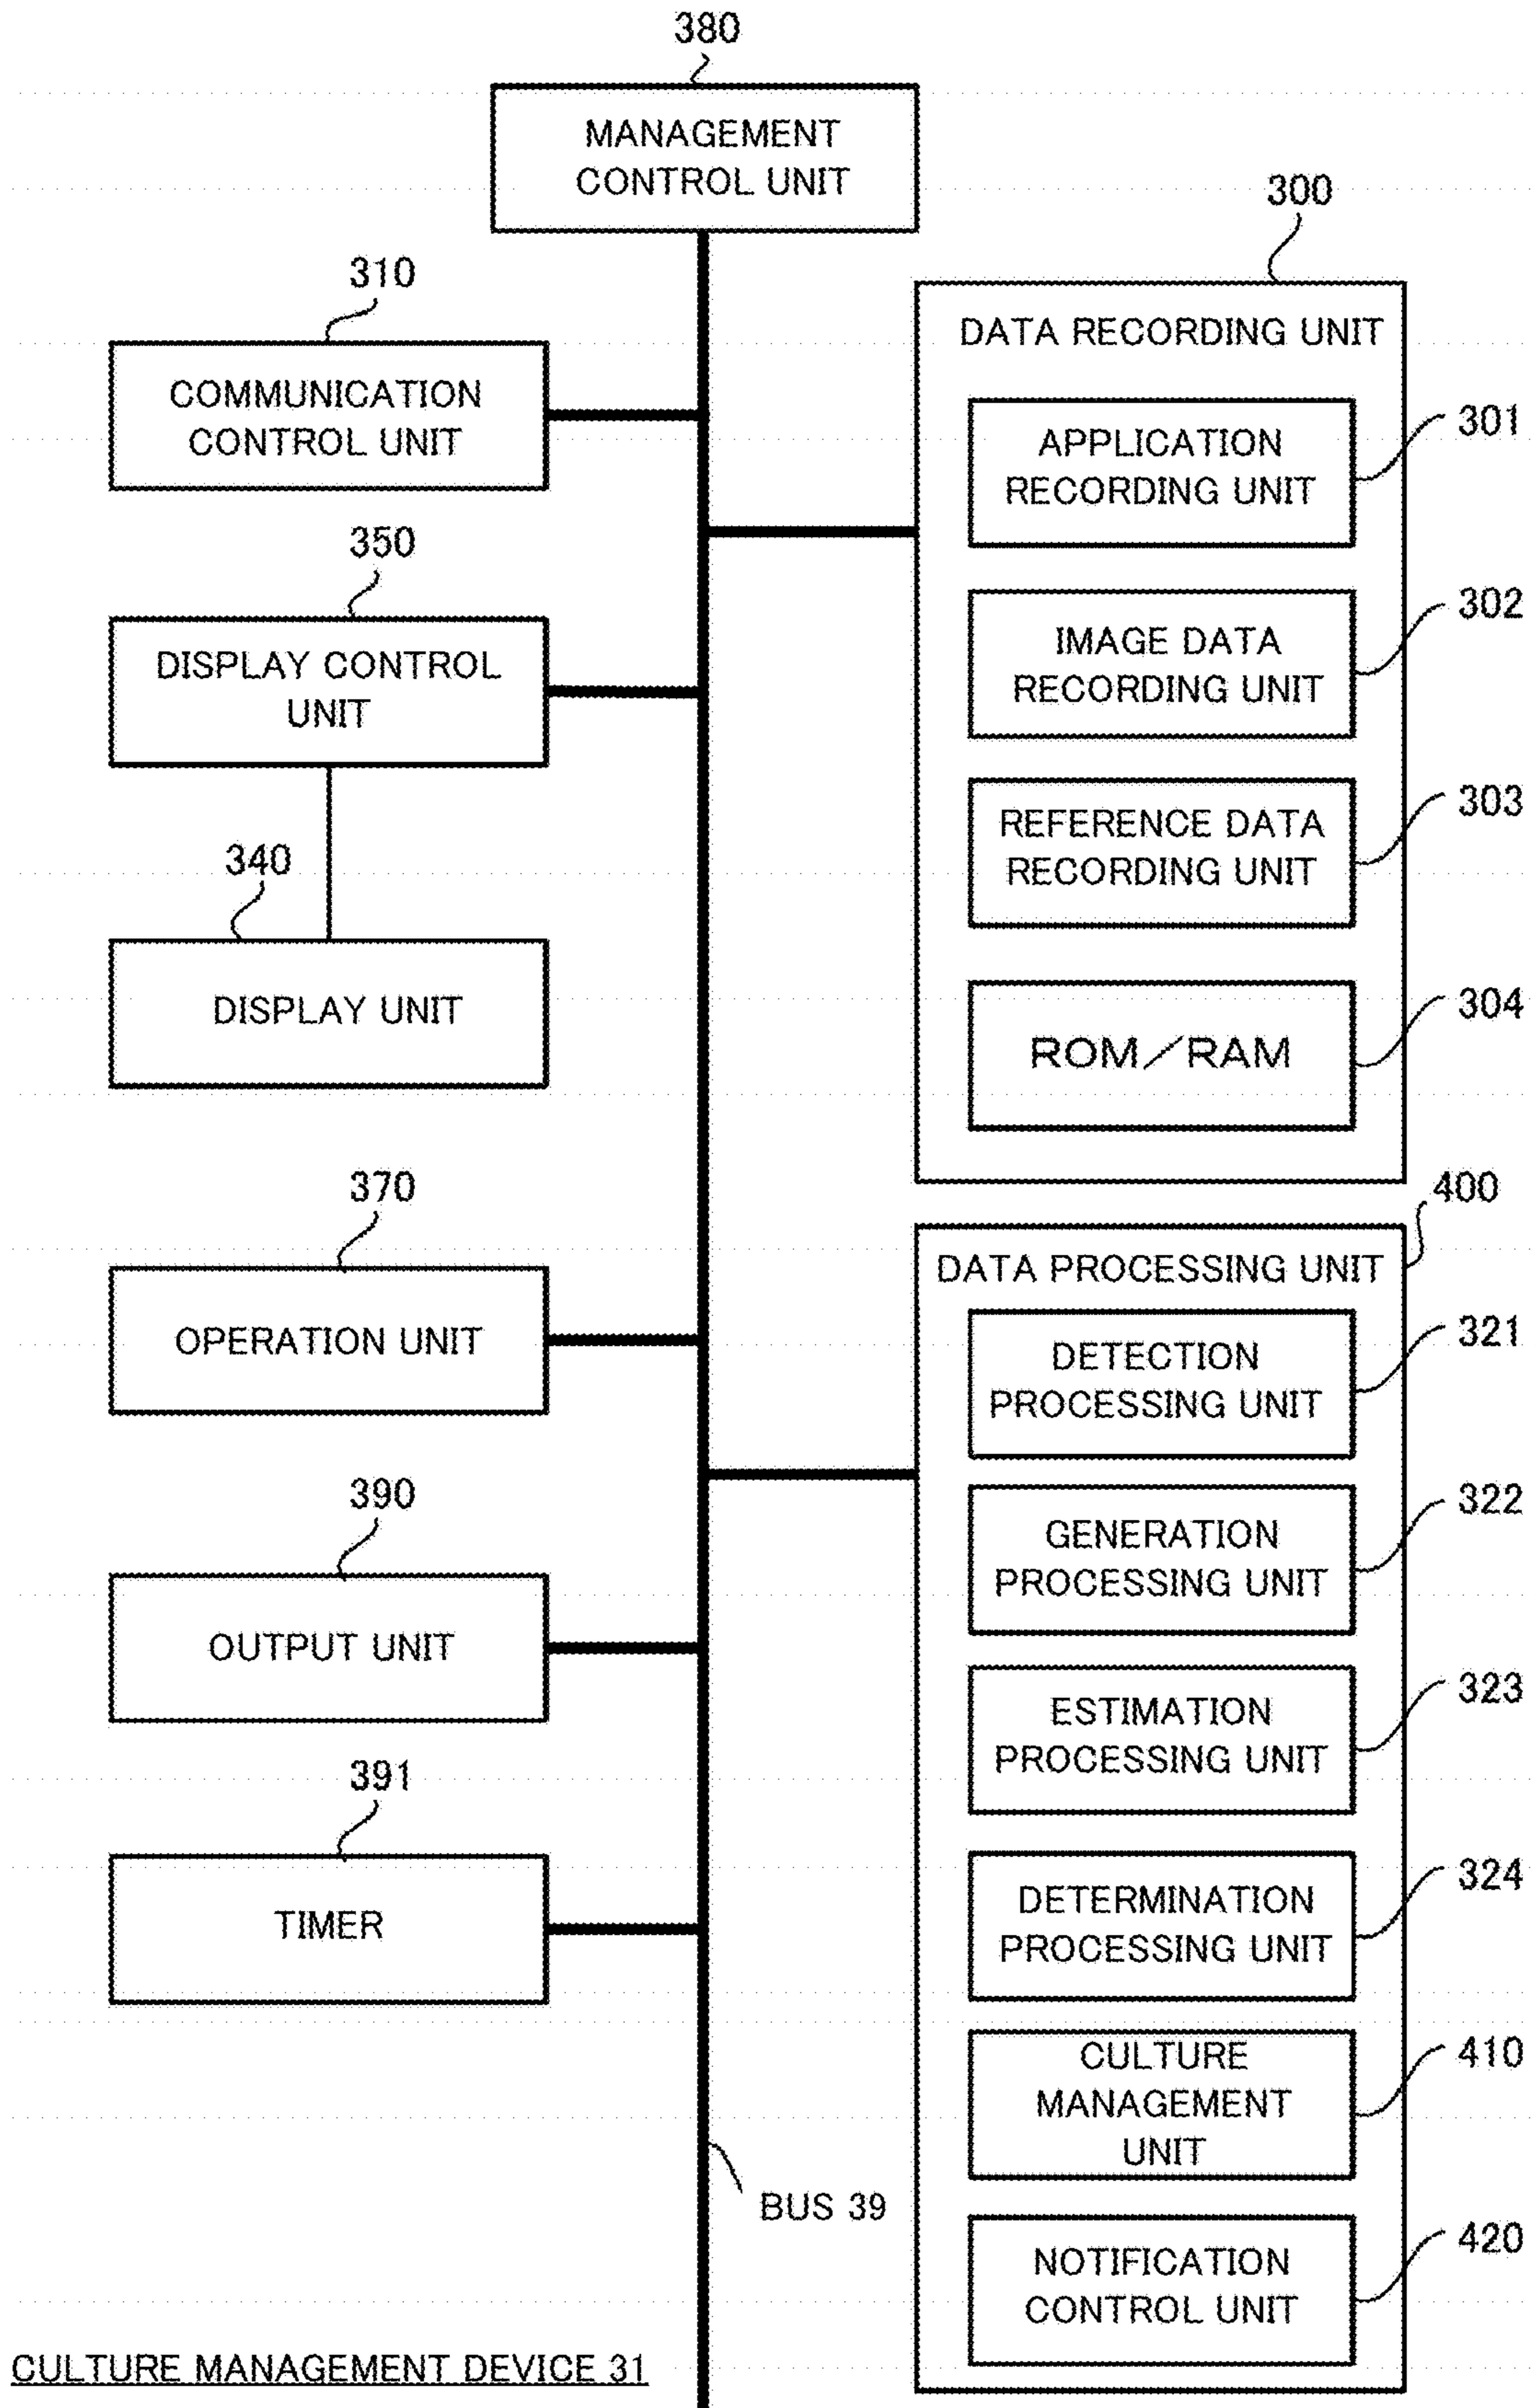 380
MANAGEMENT
CONTROL UNIT
310
COMMUNICATION
CONTROL UNIT
350
DISPLAY CONTROL
UNIT
340
DISPLAY UNIT
370
OPERATION UNIT
390
OUTPUT UNIT
391
TIMER
300
DATA RECORDING UNIT
APPLICATION
RECORDING UNIT
301
IMAGE DATA
RECORDING UNIT
302
REFERENCE DATA
RECORDING UNIT
303
ROM/RAM
304
400
DATA PROCESSING UNIT
DETECTION
PROCESSING UNIT
321
GENERATION
PROCESSING UNIT
322
ESTIMATION
PROCESSING UNIT
323
DETERMINATION
PROCESSING UNIT
324
CULTURE
MANAGEMENT
UNIT
410
NOTIFICATION
CONTROL UNIT
420
BUS 39
CULTURE MANAGEMENT DEVICE 31